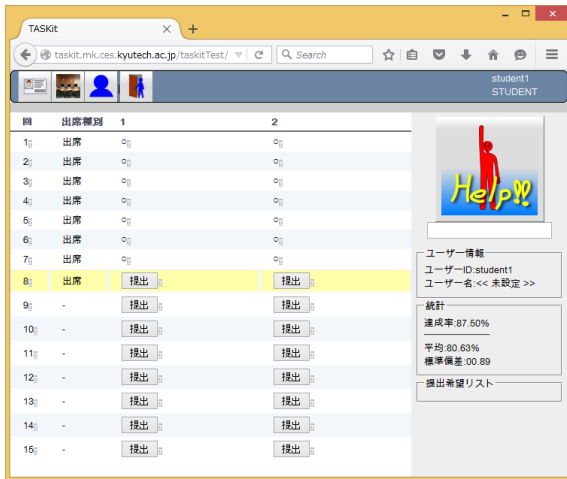 TASKit
taskit.mk.ces.kyutech.ac.jp/taskitTest/
Search
student1
STUDENT
回 出席種別 1 2
1 出席 ○ ○
2 出席 ○ ○
3 出席 ○ ○
4 出席 ○ ○
5 出席 ○ ○
6 出席 ○ ○
7 出席 ○ ○
8 出席 提出 提出
9 - 提出 提出
10 - 提出 提出
11 - 提出 提出
12 - 提出 提出
13 - 提出 提出
14 - 提出 提出
15 - 提出 提出
Help!!
ユーザー情報
ユーザーID:student1
ユーザー名:<< 未設定 >>
統計
達成率:87.50%
平均:80.63%
標準偏差:00.89
提出希望リスト